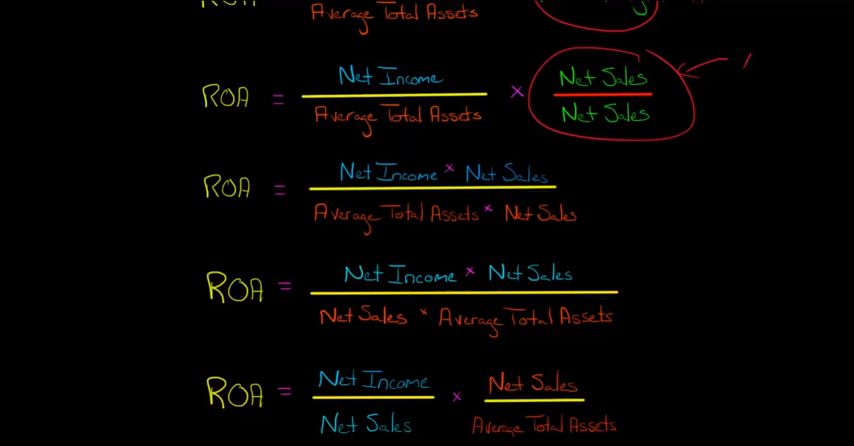 ROA
Average Total Assets
ROA = Net Income × Net Sales
Average Total Assets Net Sales
ROA = Net Income × Net Sales
Average Total Assets × Net Sales
ROA = Net Income × Net Sales
Net Sales × Average Total Assets
ROA = Net Income × Net Sales
Net Sales Average Total Assets